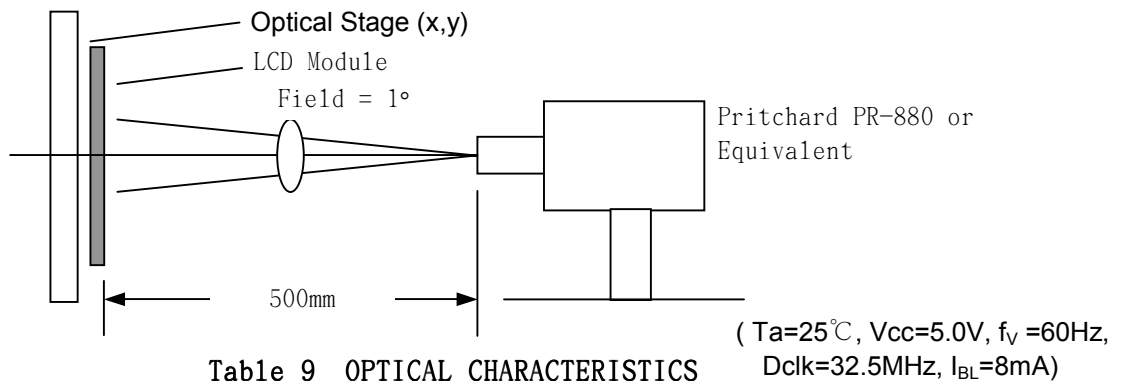 Optical Stage (x,y)
LCD Module
Field = 1°
Pritchard PR-880 or
Equivalent
500mm
( Ta=25℃, Vcc=5.0V, fV =60Hz,
Dclk=32.5MHz, IBL=8mA)
Table 9 OPTICAL CHARACTERISTICS